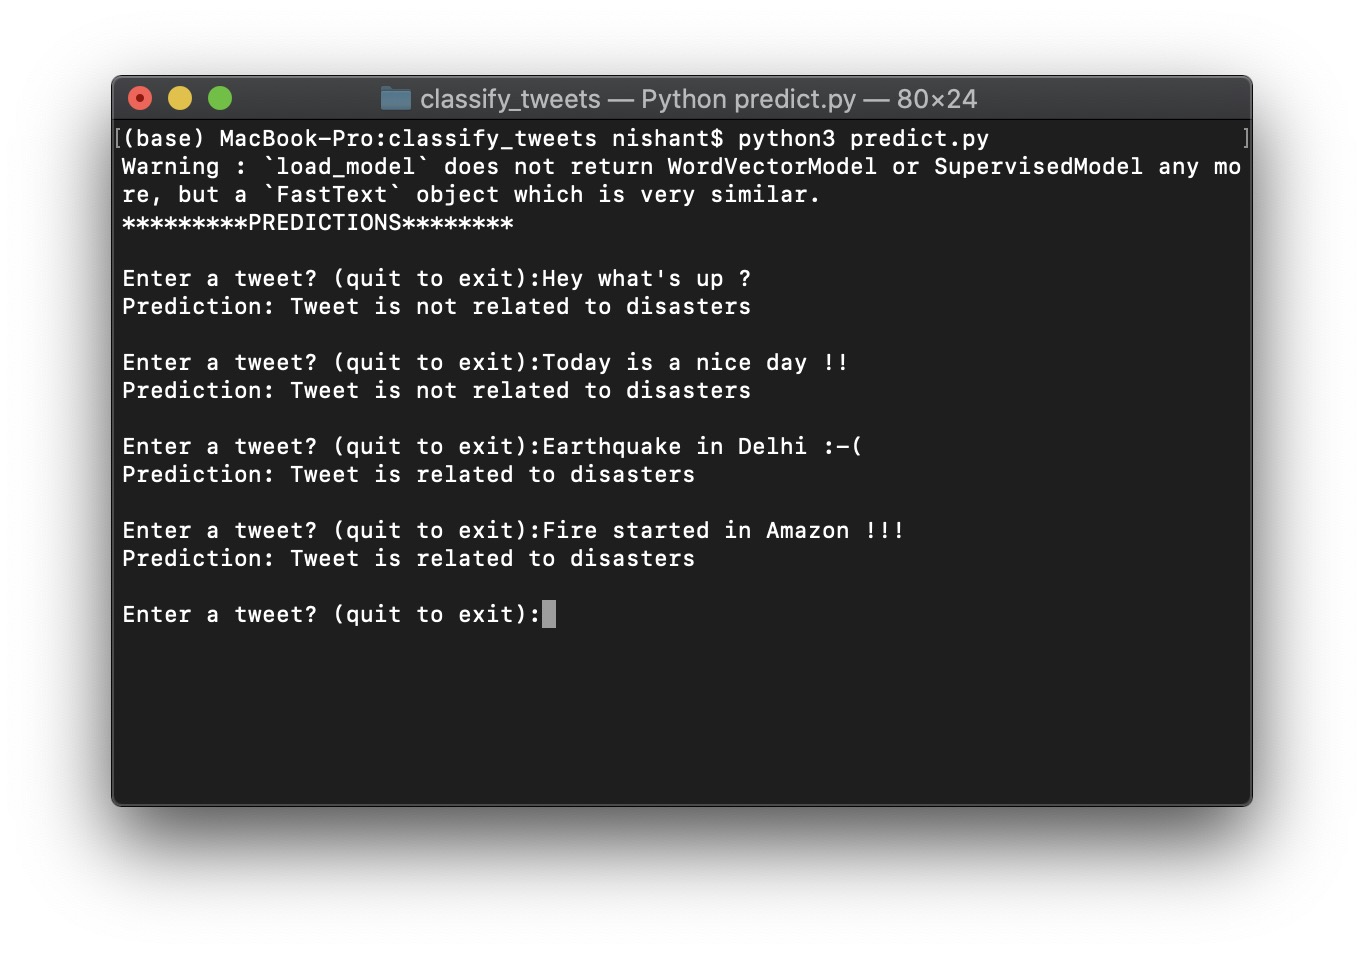 classify_tweets — Python predict.py — 80×24
[(base) MacBook-Pro:classify_tweets nishant$ python3 predict.py ]
Warning : `load_model` does not return WordVectorModel or SupervisedModel any mo
re, but a `FastText` object which is very similar.
*********PREDICTIONS********
Enter a tweet? (quit to exit):Hey what's up ?
Prediction: Tweet is not related to disasters
Enter a tweet? (quit to exit):Today is a nice day !!
Prediction: Tweet is not related to disasters
Enter a tweet? (quit to exit):Earthquake in Delhi :-(
Prediction: Tweet is related to disasters
Enter a tweet? (quit to exit):Fire started in Amazon !!!
Prediction: Tweet is related to disasters
Enter a tweet? (quit to exit):